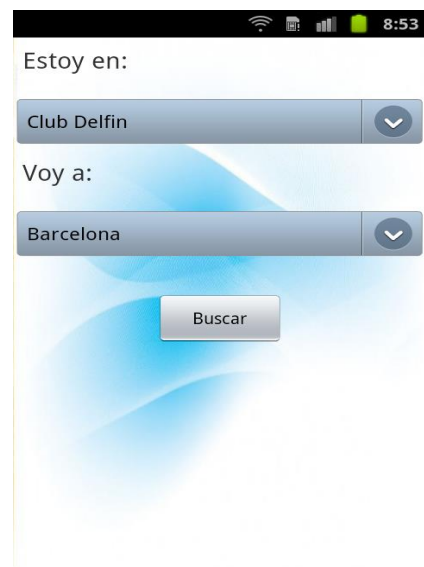 8:53
Estoy en:
Club Delfin
Voy a:
Barcelona
Buscar